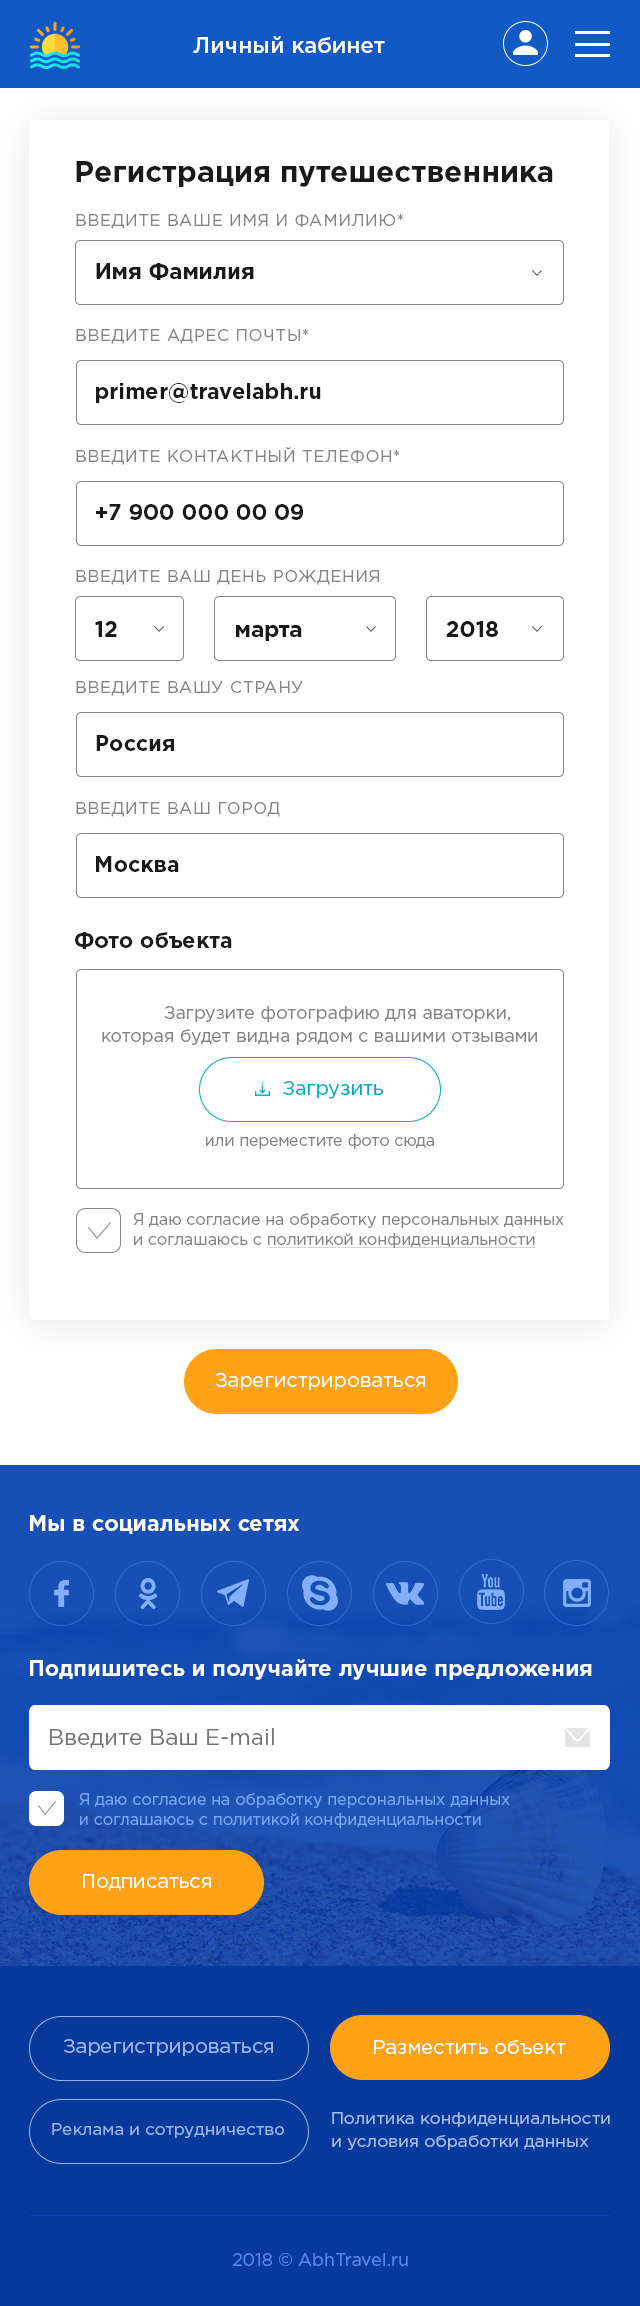 Личный кабинет
Регистрация путешественника
ВВЕДИТЕ ВАШЕ ИМЯ И ФАМИЛИЮ*
Имя Фамилия
ВВЕДИТЕ АДРЕС ПОЧТЫ*
primer@travelabh.ru
ВВЕДИТЕ КОНТАКТНЫЙ ТЕЛЕФОН*
+7 900 000 00 09
ВВЕДИТЕ ВАШ ДЕНЬ РОЖДЕНИЯ
12 марта 2018
ВВЕДИТЕ ВАШУ СТРАНУ
Россия
ВВЕДИТЕ ВАШ ГОРОД
Москва
Фото объекта
Загрузите фотографию для аваторки,
которая будет видна рядом с вашими отзывами
Загрузить
или переместите фото сюда
Я даю согласие на обработку персональных данных
и соглашаюсь с политикой конфиденциальности
Зарегистрироваться
Мы в социальных сетях
You
Tube
Подпишитесь и получайте лучшие предложения
Введите Ваш E-mail
Я даю согласие на обработку персональных данных
и соглашаюсь с политикой конфиденциальности
Подписаться
Зарегистрироваться
Разместить объект
Реклама и сотрудничество
Политика конфиденциальности
и условия обработки данных
2018 © AbhTravel.ru